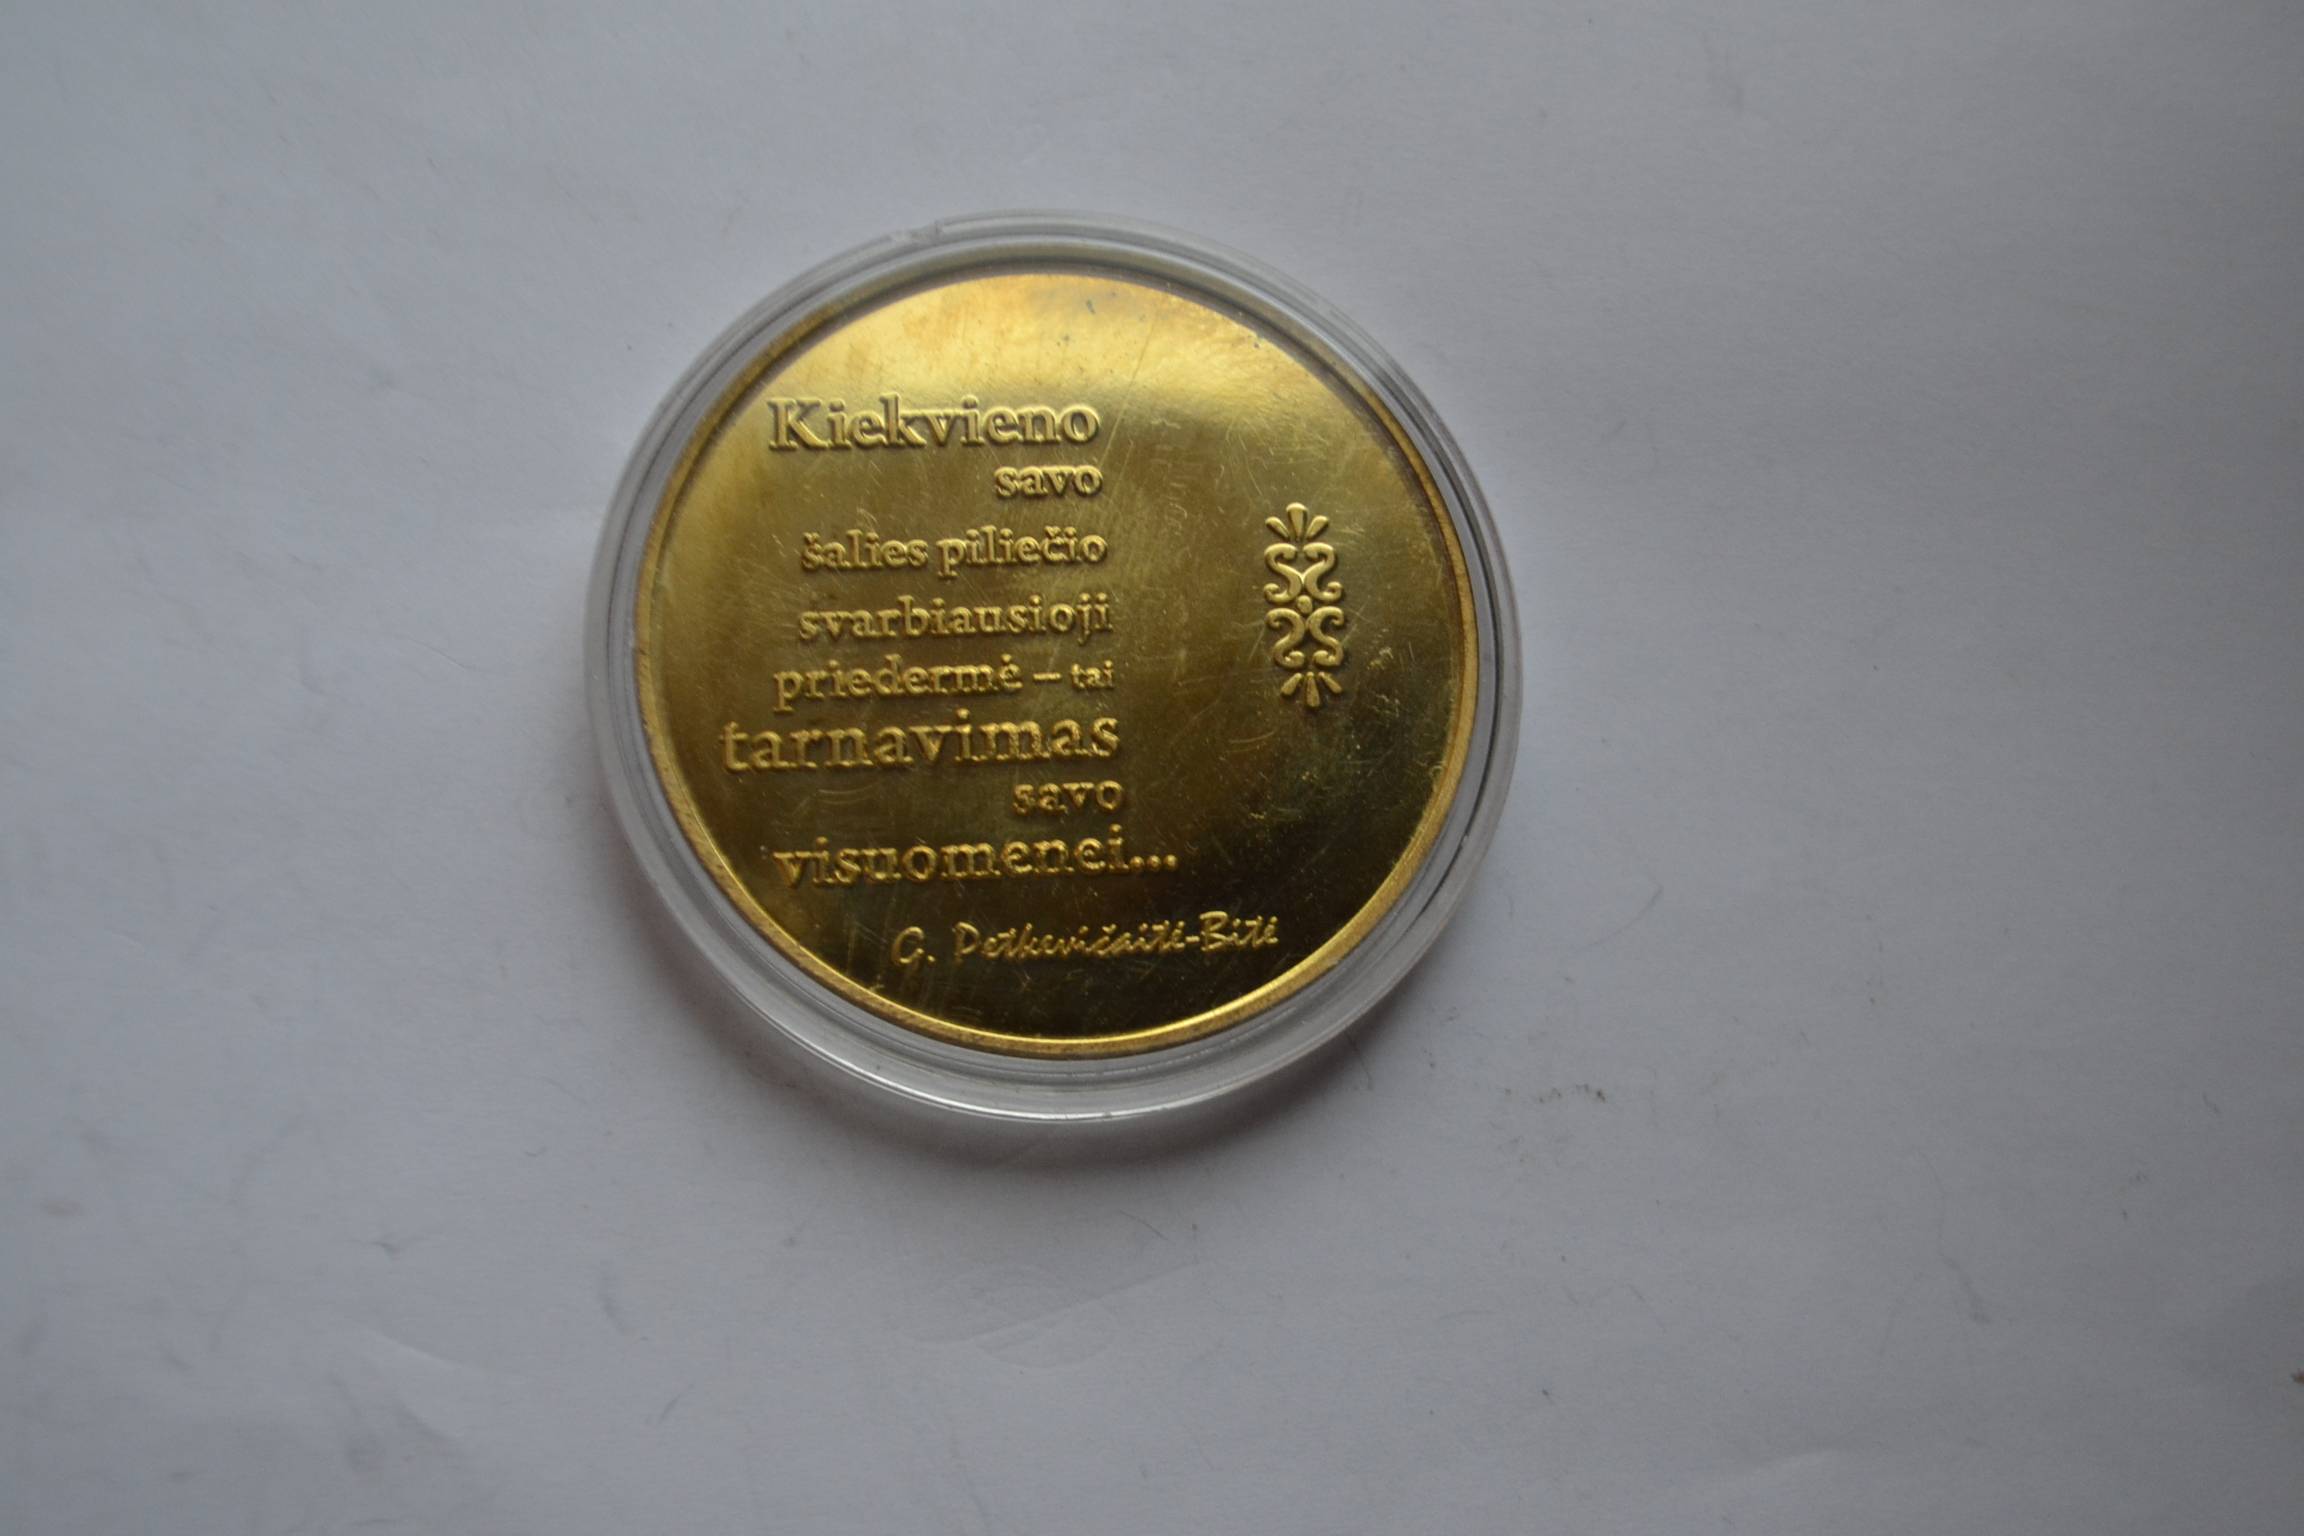 Kiekvieno
savo
šalies piliečio
svarbiausioji
priedermė – tai
tarnavimas
savo
visuomenei...
G. Petkevičaitė-Bitė